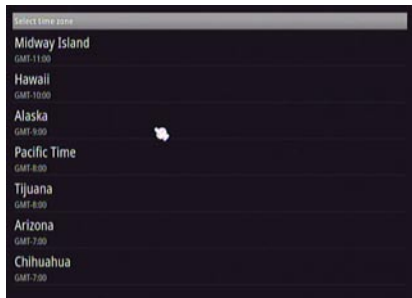 Select time zone
Midway Island
GMT-11:00
Hawaii
GMT-10:00
Alaska
GMT-9:00
Pacific Time
GMT-8:00
Tijuana
GMT-8:00
Arizona
GMT-7:00
Chihuahua
GMT-7:00